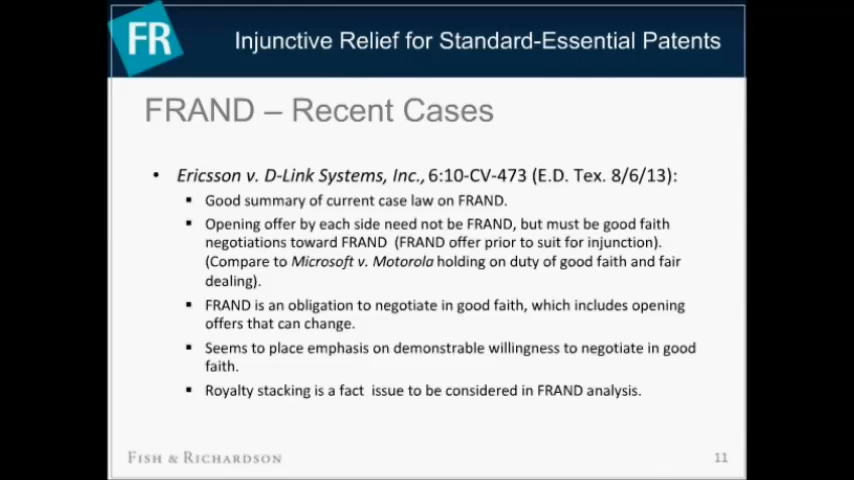 FR
Injunctive Relief for Standard-Essential Patents
FRAND – Recent Cases
• Ericsson v. D-Link Systems, Inc., 6:10-CV-473 (E.D. Tex. 8/6/13):
▪ Good summary of current case law on FRAND.
▪ Opening offer by each side need not be FRAND, but must be good faith
negotiations toward FRAND (FRAND offer prior to suit for injunction).
(Compare to Microsoft v. Motorola holding on duty of good faith and fair
dealing).
▪ FRAND is an obligation to negotiate in good faith, which includes opening
offers that can change.
▪ Seems to place emphasis on demonstrable willingness to negotiate in good
faith.
▪ Royalty stacking is a fact issue to be considered in FRAND analysis.
FISH & RICHARDSON
11